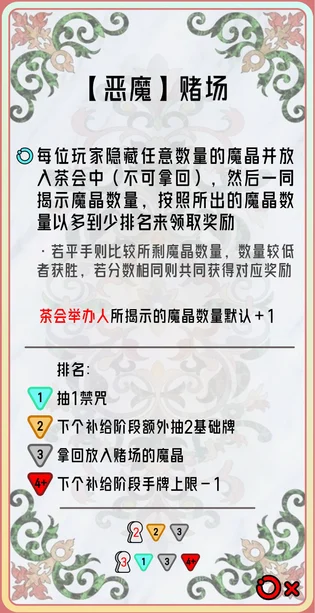 【恶魔】赌场
每位玩家隐藏任意数量的魔晶并放
入茶会中（不可拿回），然后一同
揭示魔晶数量，按照所出的魔晶数
量以多到少排名来领取奖励
·若平手则比较所剩魔晶数量，数量较低
者获胜，若分数相同则共同获得对应奖励
茶会举办人所揭示的魔晶数量默认+1
排名：
1 抽1禁咒
2 下个补给阶段额外抽2基础牌
3 拿回放入赌场的魔晶
4+ 下个补给阶段手牌上限-1
2 2 3
3 1 3 4+